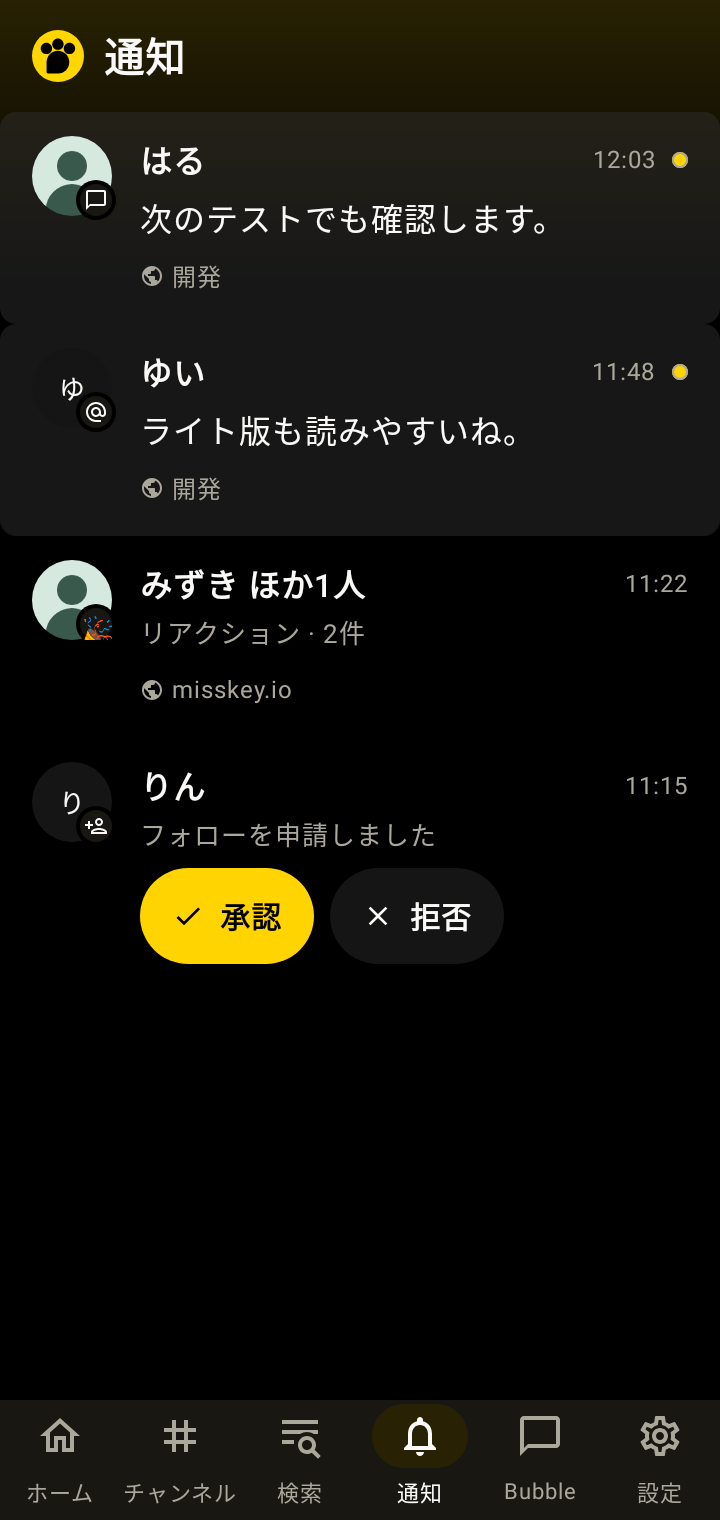 通知
はる 12:03
次のテストでも確認します。
開発
ゆ
ゆい 11:48
ライト版も読みやすいね。
開発
みずき ほか1人 11:22
リアクション · 2件
misskey.io
り
りん 11:15
フォローを申請しました
承認 拒否
ホーム チャンネル 検索 通知 Bubble 設定